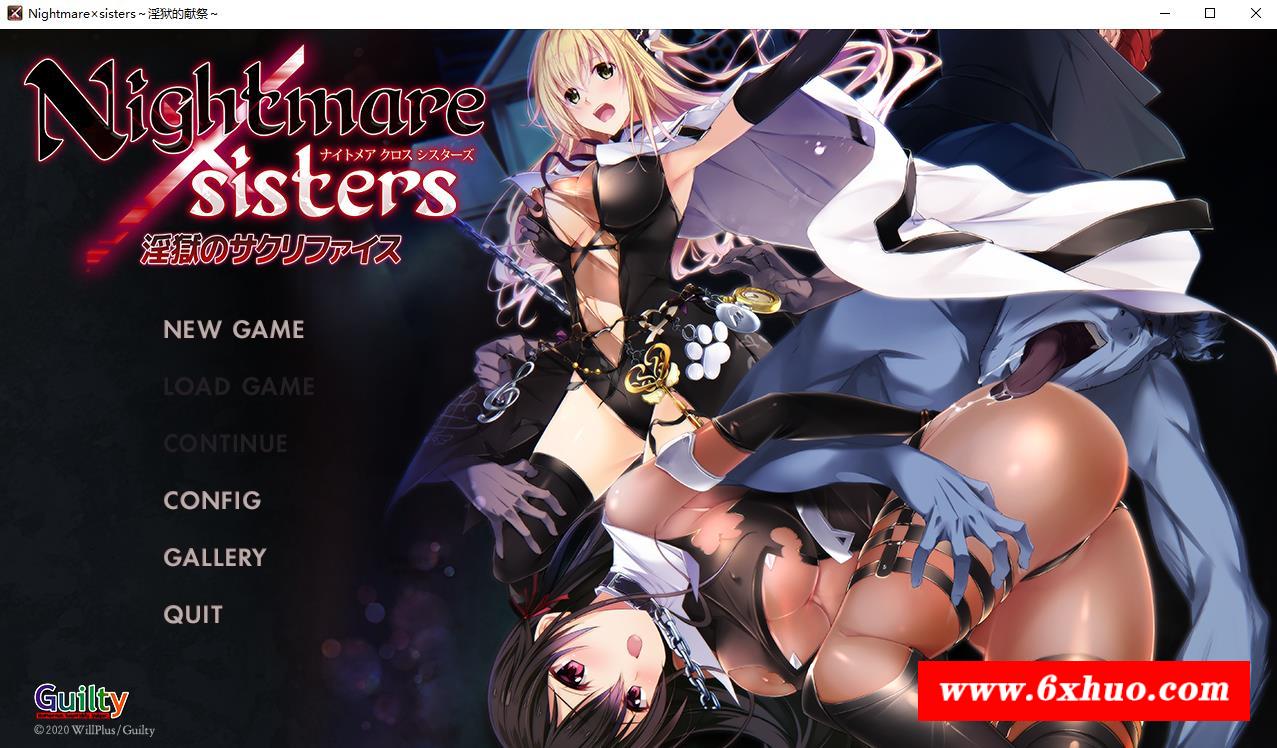 Nightmare×sisters～淫狱的献祭～
Nightmare
ナイトメア クロス シスターズ
×sisters
淫獄のサクリファイス
NEW GAME
LOAD GAME
CONTINUE
CONFIG
GALLERY
QUIT
Guilty
©2020 WillPlus/Guilty
www.6xhuo.com